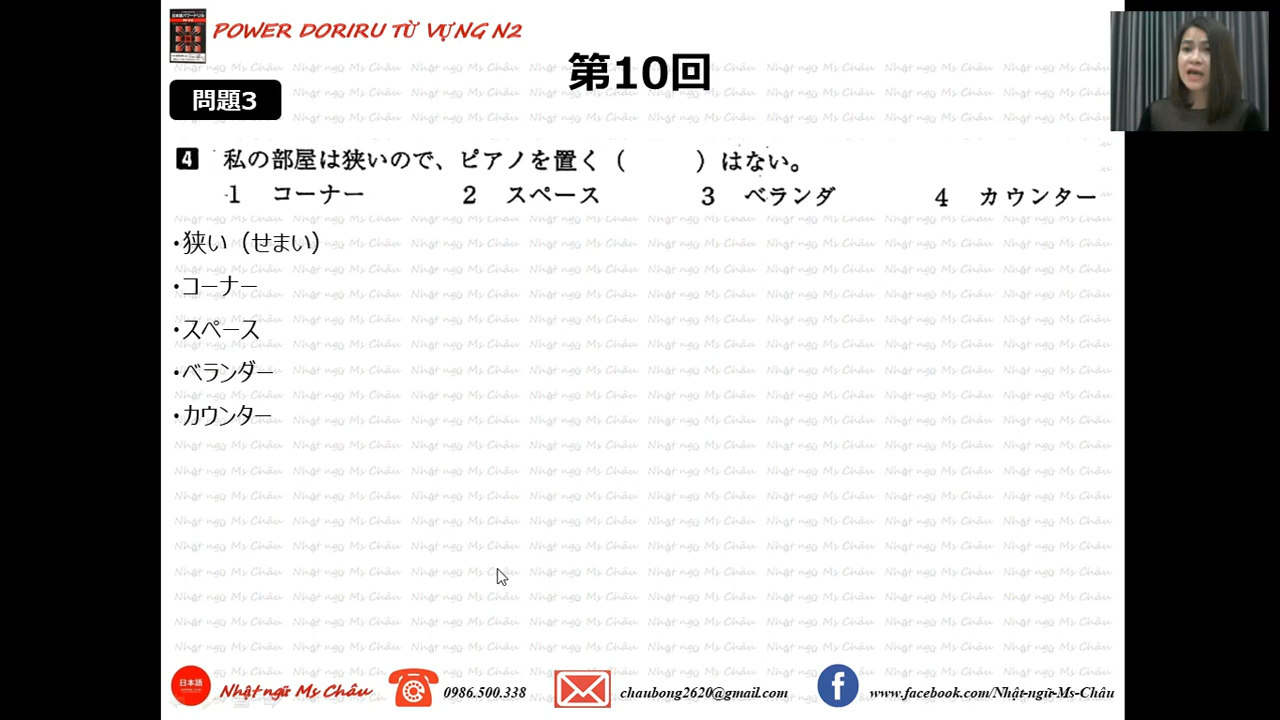 POWER DORIRU TỪ VỰNG N2
第10回
問題3
4 私の部屋は狭いので、ピアノを置く（　　）はない。
1 コーナー 2 スペース 3 ベランダ 4 カウンター
・狭い（せまい）
・コーナー
・スペース
・ベランダー
・カウンター
日本語 Nhật ngữ Ms Châu 0986.500.338 chaubong2620@gmail.com www.facebook.com/Nhật-ngữ-Ms-Châu